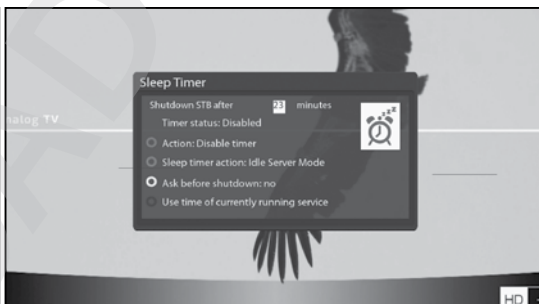 Sleep Timer
Shutdown STB after 23 minutes
Timer status: Disabled
nalog TV
Action: Disable timer
Sleep timer action: Idle Server Mode
Ask before shutdown: no
Use time of currently running service
HD